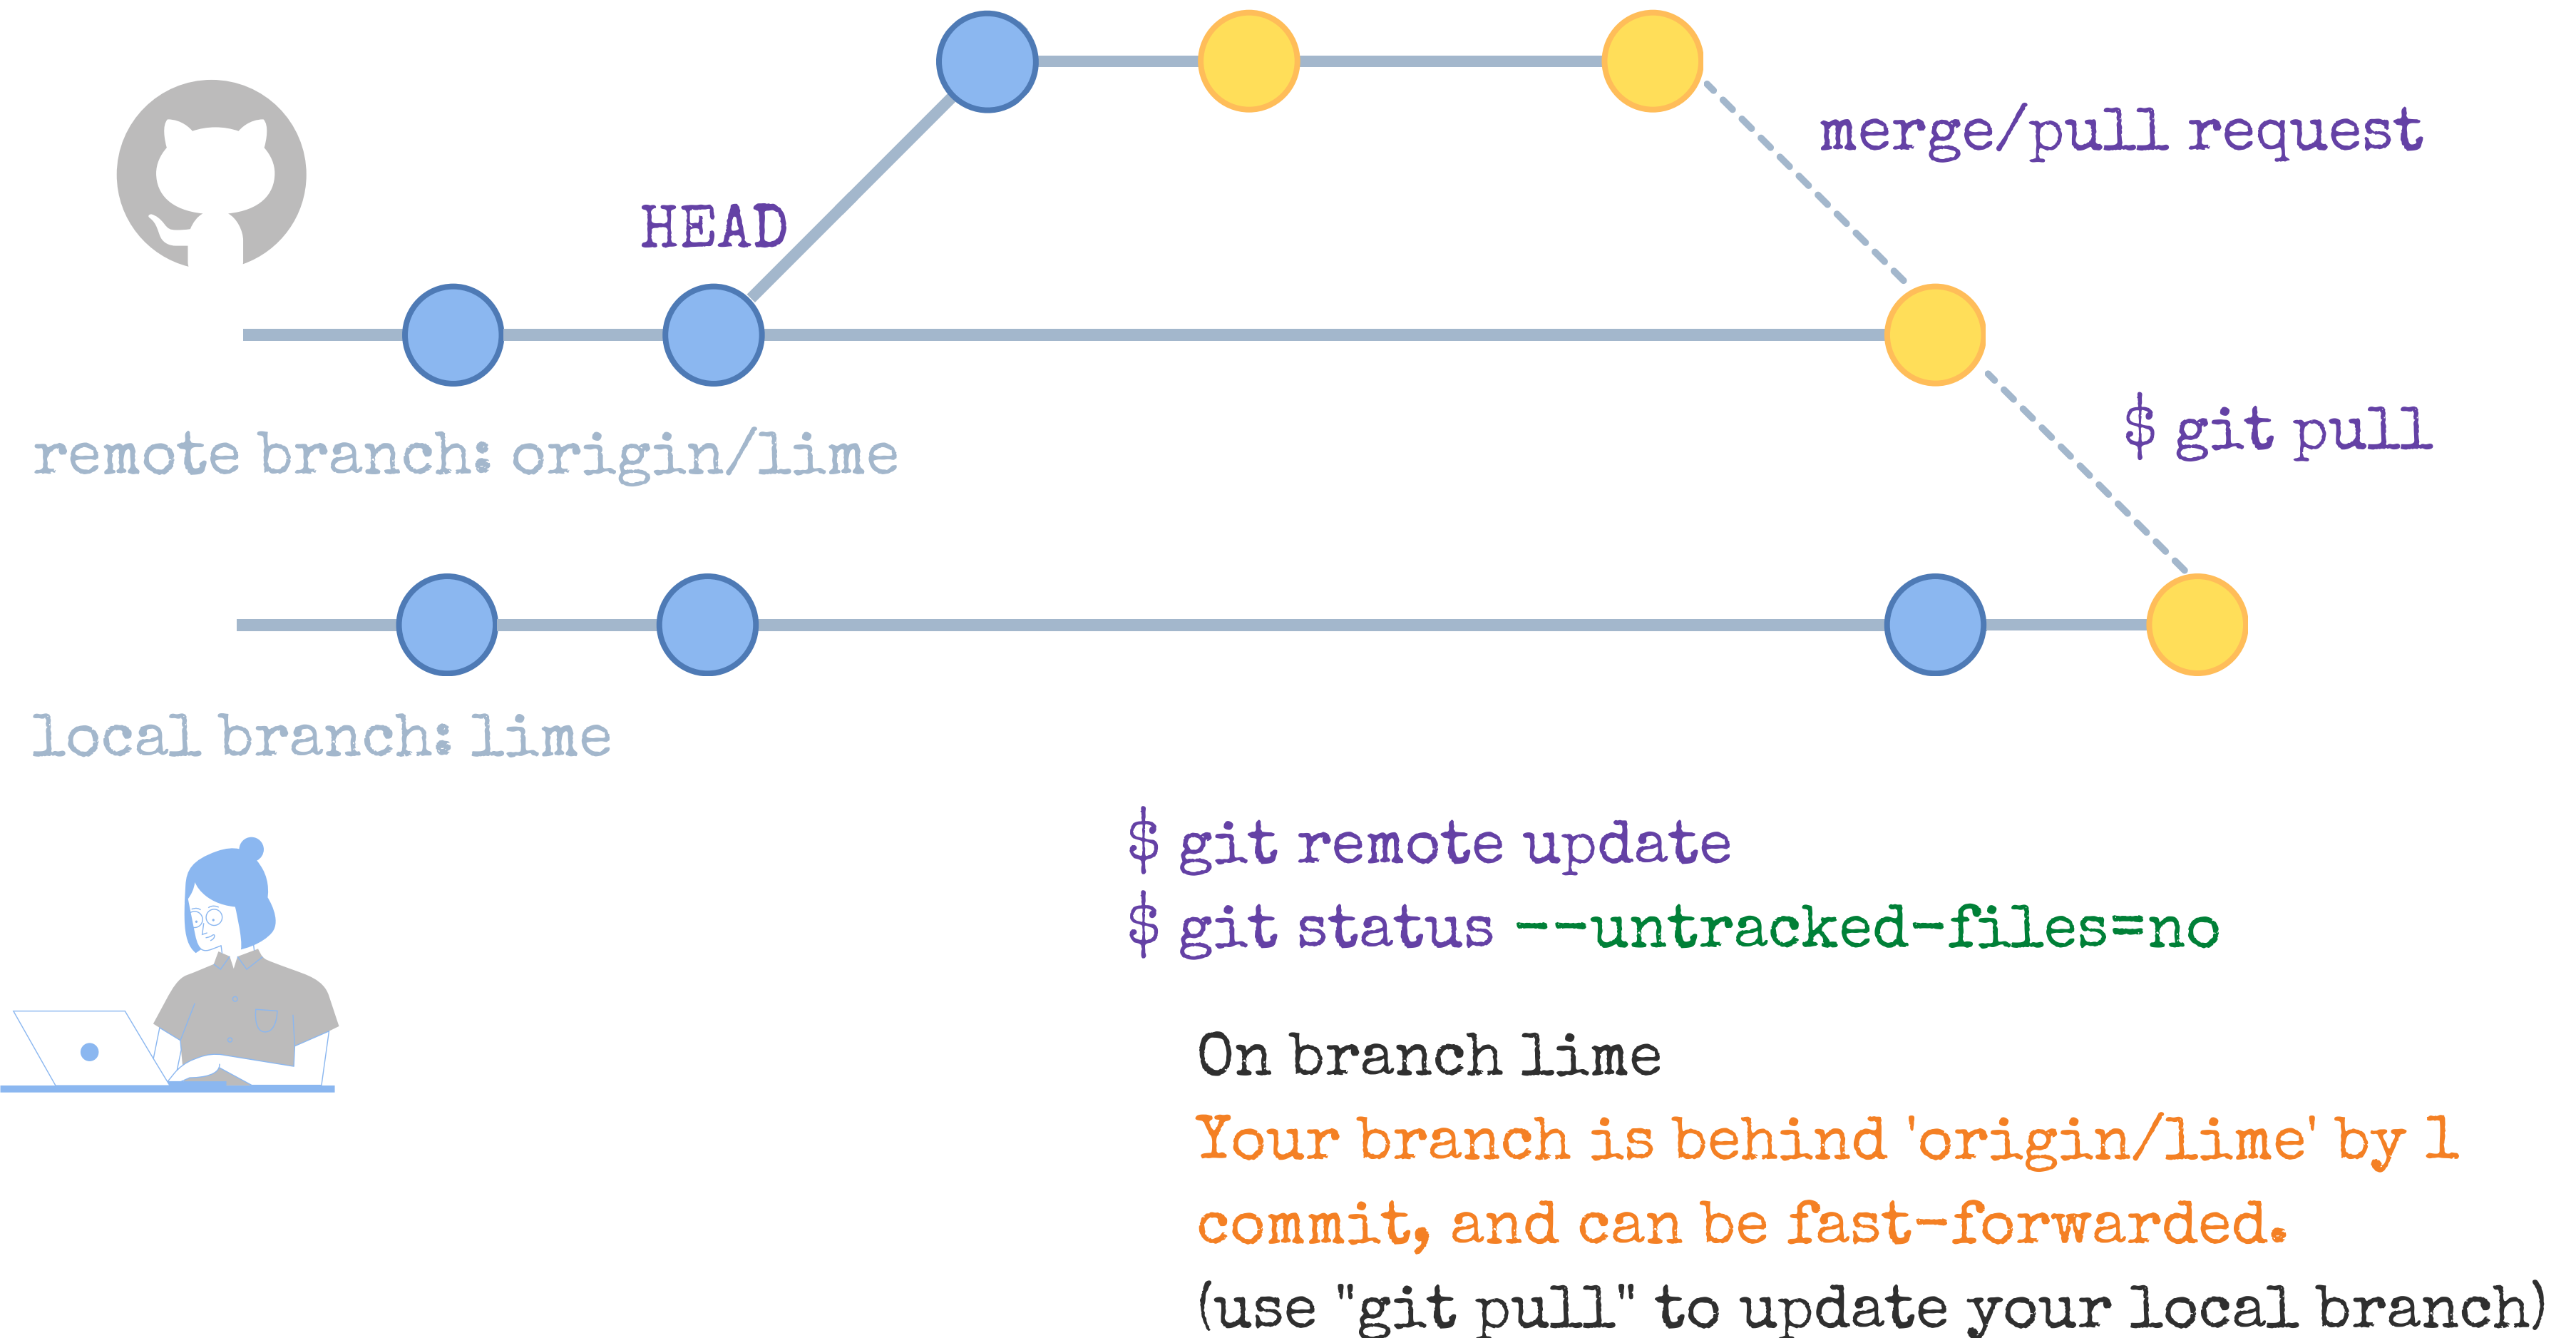 merge/pull request
HEAD
$ git pull
remote branch: origin/lime
local branch: lime
$ git remote update
$ git status --untracked-files=no
On branch lime
Your branch is behind 'origin/lime' by 1
commit, and can be fast-forwarded.
(use "git pull" to update your local branch)